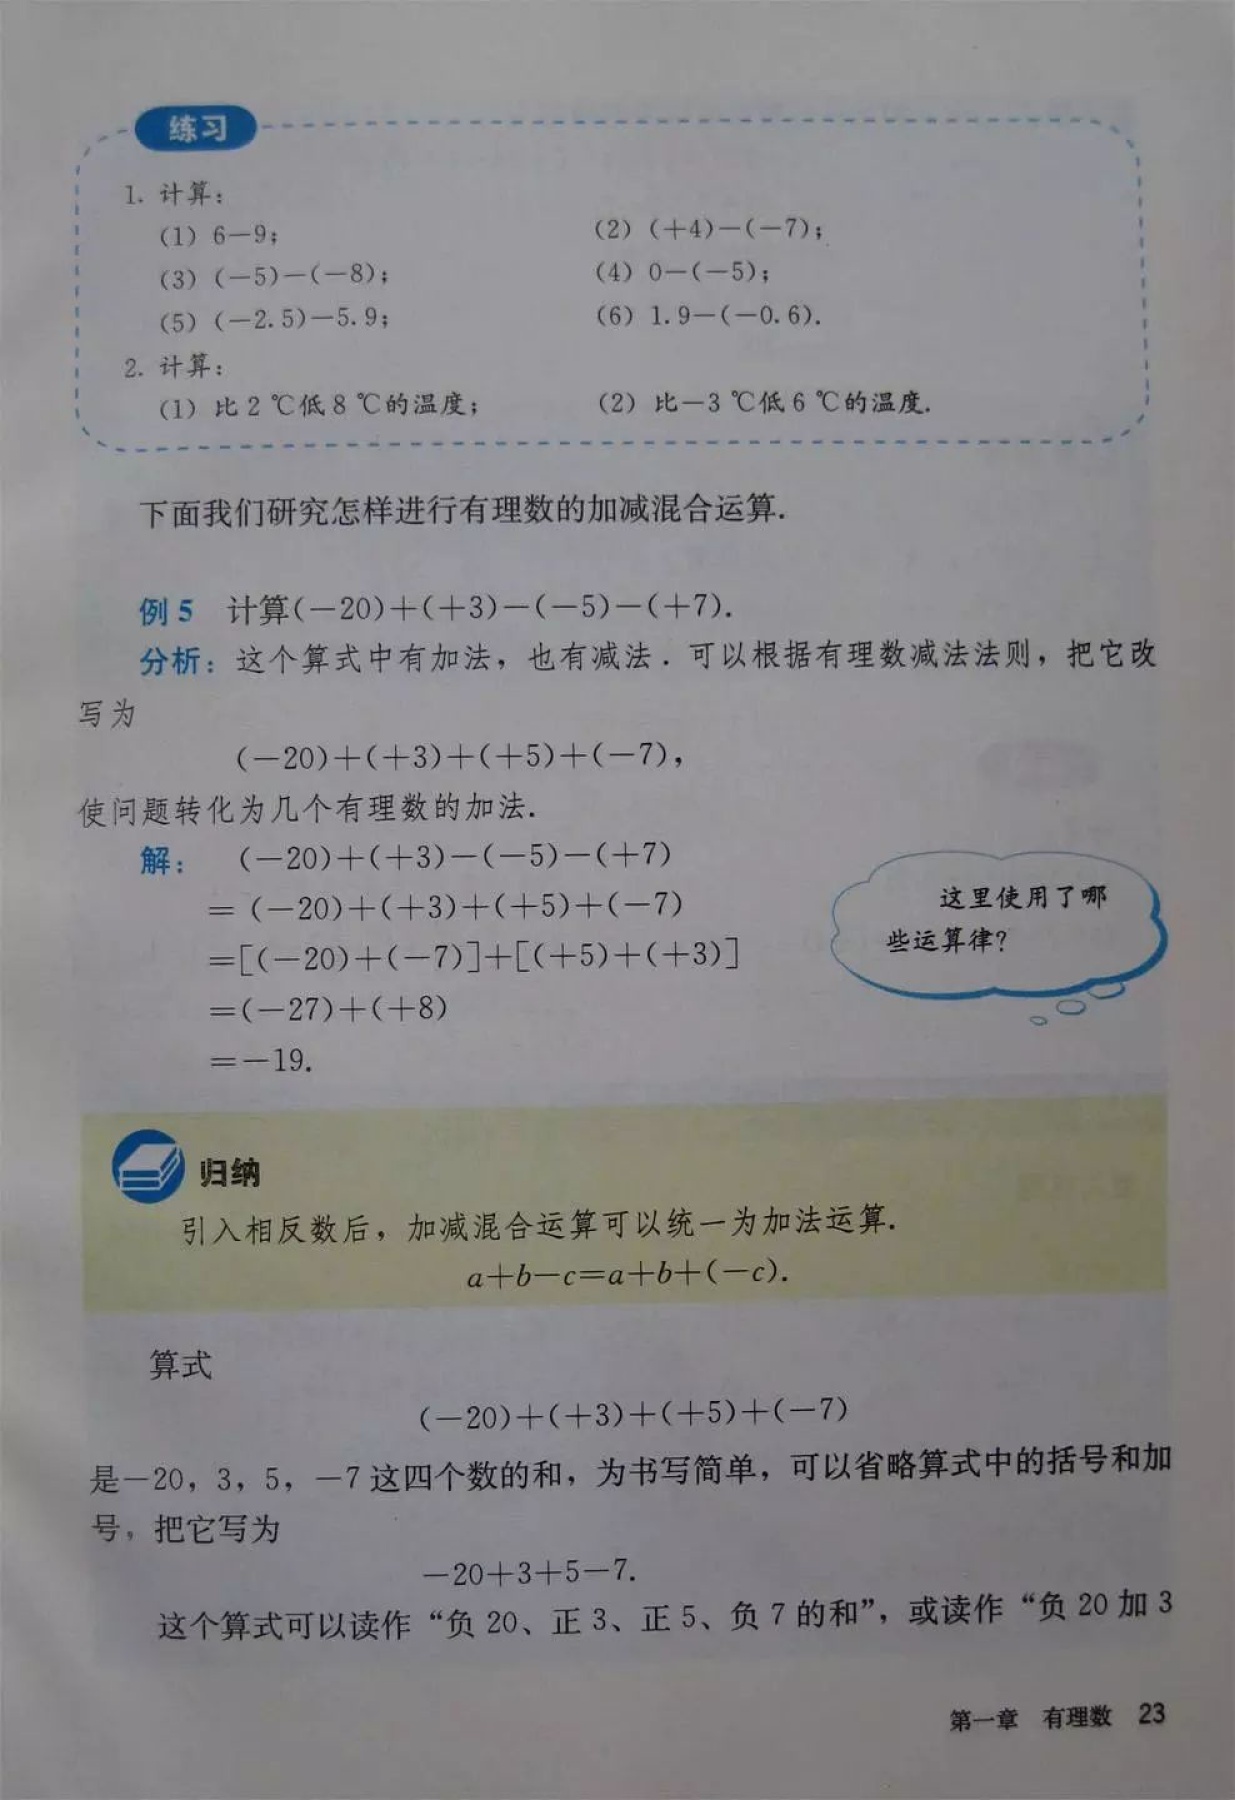 练习
1. 计算：
(1) 6－9；
(2) (＋4)－(－7)；
(3) (－5)－(－8)；
(4) 0－(－5)；
(5) (－2.5)－5.9；
(6) 1.9－(－0.6).
2. 计算：
(1) 比 2 ℃低 8 ℃的温度；
(2) 比－3 ℃低 6 ℃的温度.
下面我们研究怎样进行有理数的加减混合运算.
例 5 计算(－20)＋(＋3)－(－5)－(＋7).
分析：这个算式中有加法，也有减法．可以根据有理数减法法则，把它改
写为
(－20)＋(＋3)＋(＋5)＋(－7)，
使问题转化为几个有理数的加法.
解： (－20)＋(＋3)－(－5)－(＋7)
＝(－20)＋(＋3)＋(＋5)＋(－7)
＝[(－20)＋(－7)]＋[(＋5)＋(＋3)]
＝(－27)＋(＋8)
＝－19.
这里使用了哪
些运算律？
归纳
引入相反数后，加减混合运算可以统一为加法运算.
a＋b－c＝a＋b＋(－c).
算式
(－20)＋(＋3)＋(＋5)＋(－7)
是－20，3，5，－7 这四个数的和，为书写简单，可以省略算式中的括号和加
号，把它写为
－20＋3＋5－7.
这个算式可以读作“负 20、正 3、正 5、负 7 的和”，或读作“负 20 加 3
第一章 有理数 23